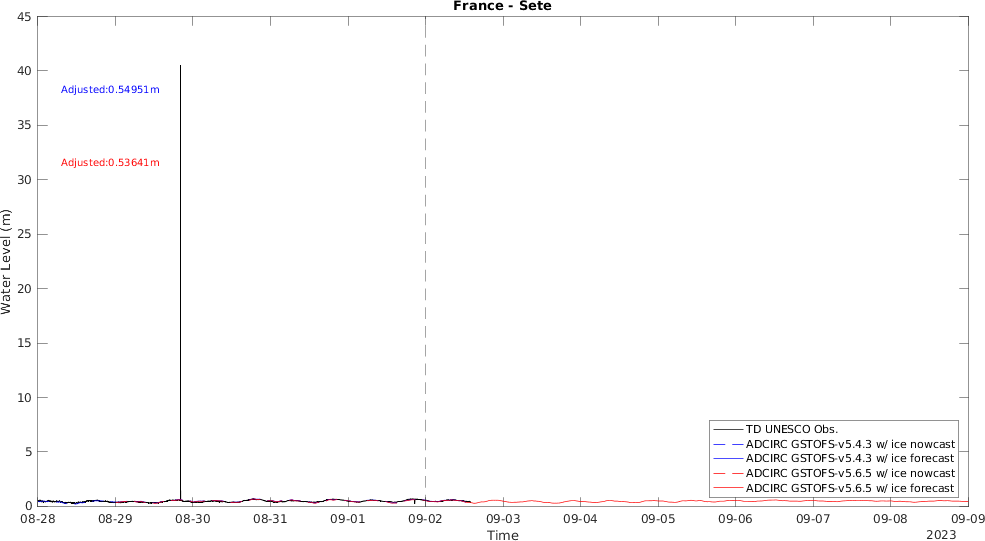 France - Sete
45
40
35
30
25
20
15
10
5
0
Water Level (m)
Adjusted:0.54951m
Adjusted:0.53641m
TD UNESCO Obs.
ADCIRC GSTOFS-v5.4.3 w/ ice nowcast
ADCIRC GSTOFS-v5.4.3 w/ ice forecast
ADCIRC GSTOFS-v5.6.5 w/ ice nowcast
ADCIRC GSTOFS-v5.6.5 w/ ice forecast
08-28 08-29 08-30 08-31 09-01 09-02 09-03 09-04 09-05 09-06 09-07 09-08 09-09
Time
2023